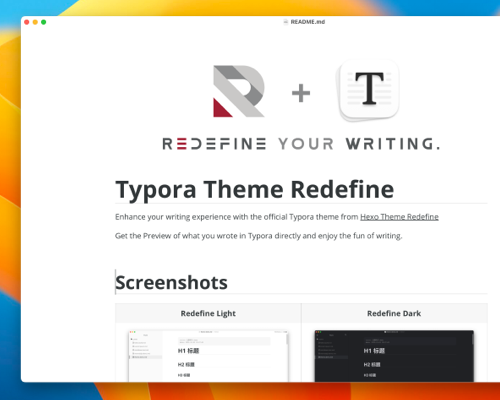 README.md
+
T
REDEFINE YOUR WRITING.
Typora Theme Redefine
Enhance your writing experience with the official Typora theme from Hexo Theme Redefine
Get the Preview of what you wrote in Typora directly and enjoy the fun of writing.
Screenshots
Redefine Light Redefine Dark
H1 标题 H1 标题
H2 标题 H2 标题
H3 标题 H3 标题